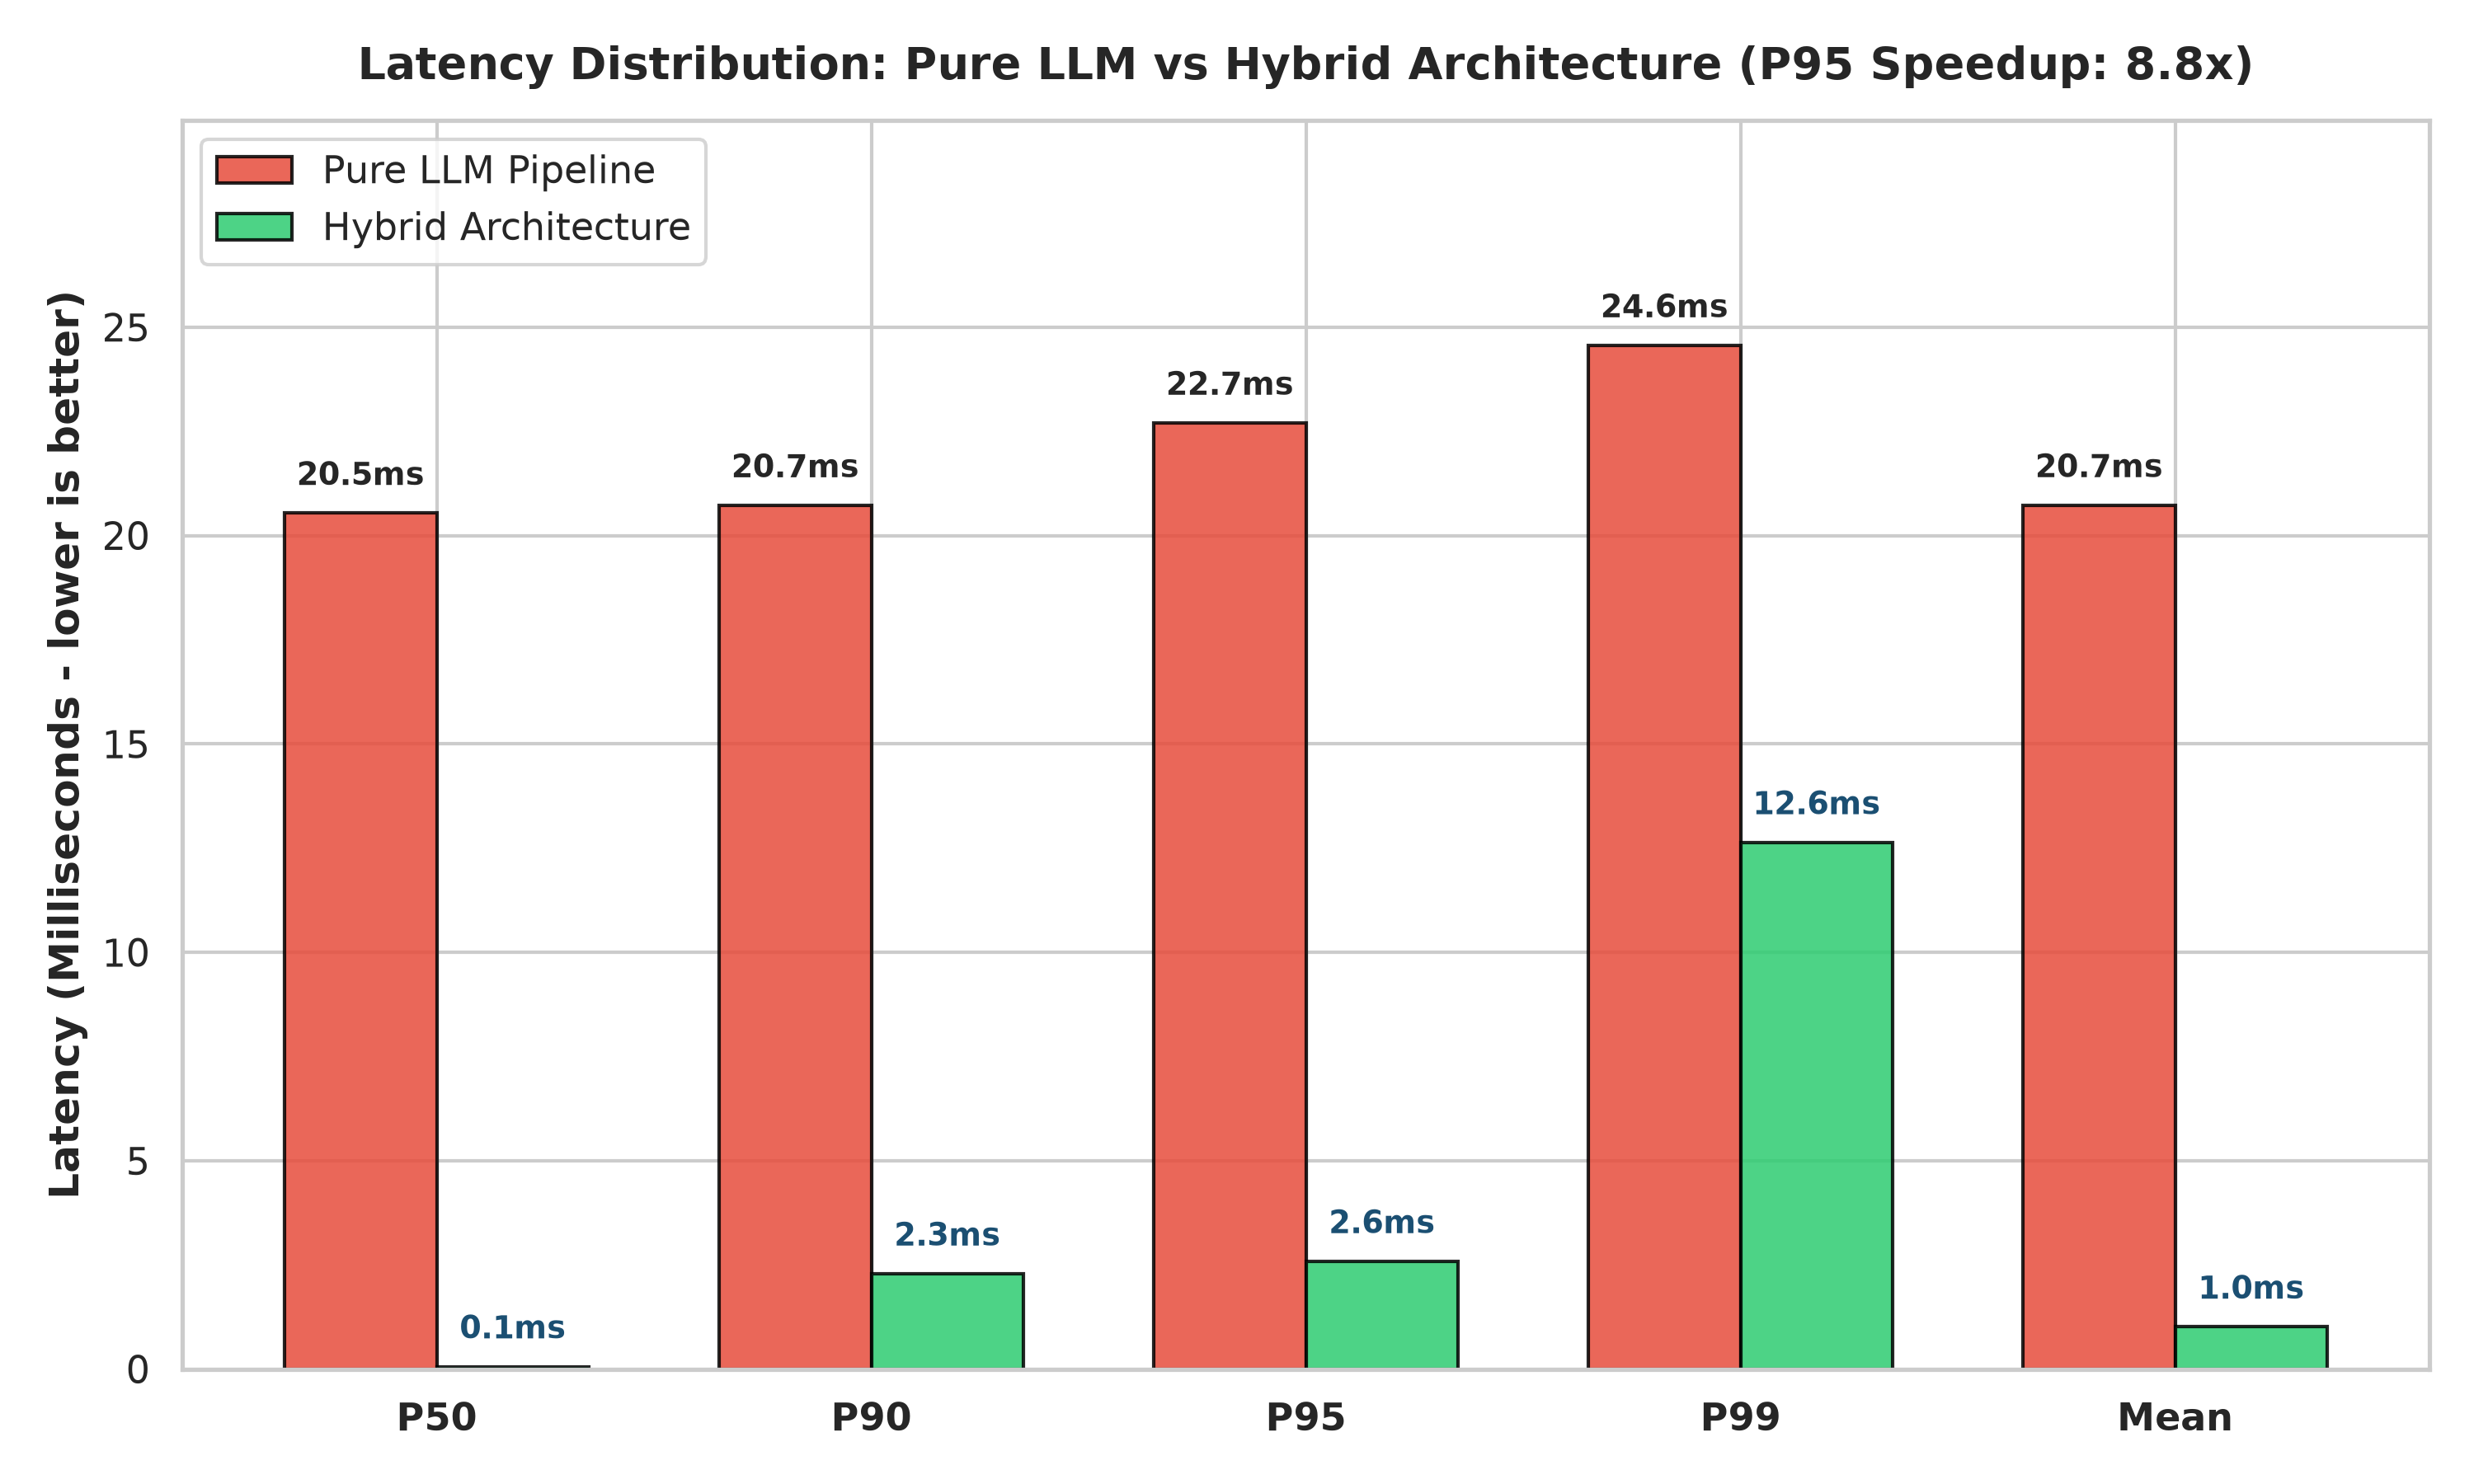 Latency Distribution: Pure LLM vs Hybrid Architecture (P95 Speedup: 8.8x)
Pure LLM Pipeline
Hybrid Architecture
Latency (Milliseconds - lower is better)
25
20
15
10
5
0
20.5ms
0.1ms
20.7ms
2.3ms
22.7ms
2.6ms
24.6ms
12.6ms
20.7ms
1.0ms
P50
P90
P95
P99
Mean